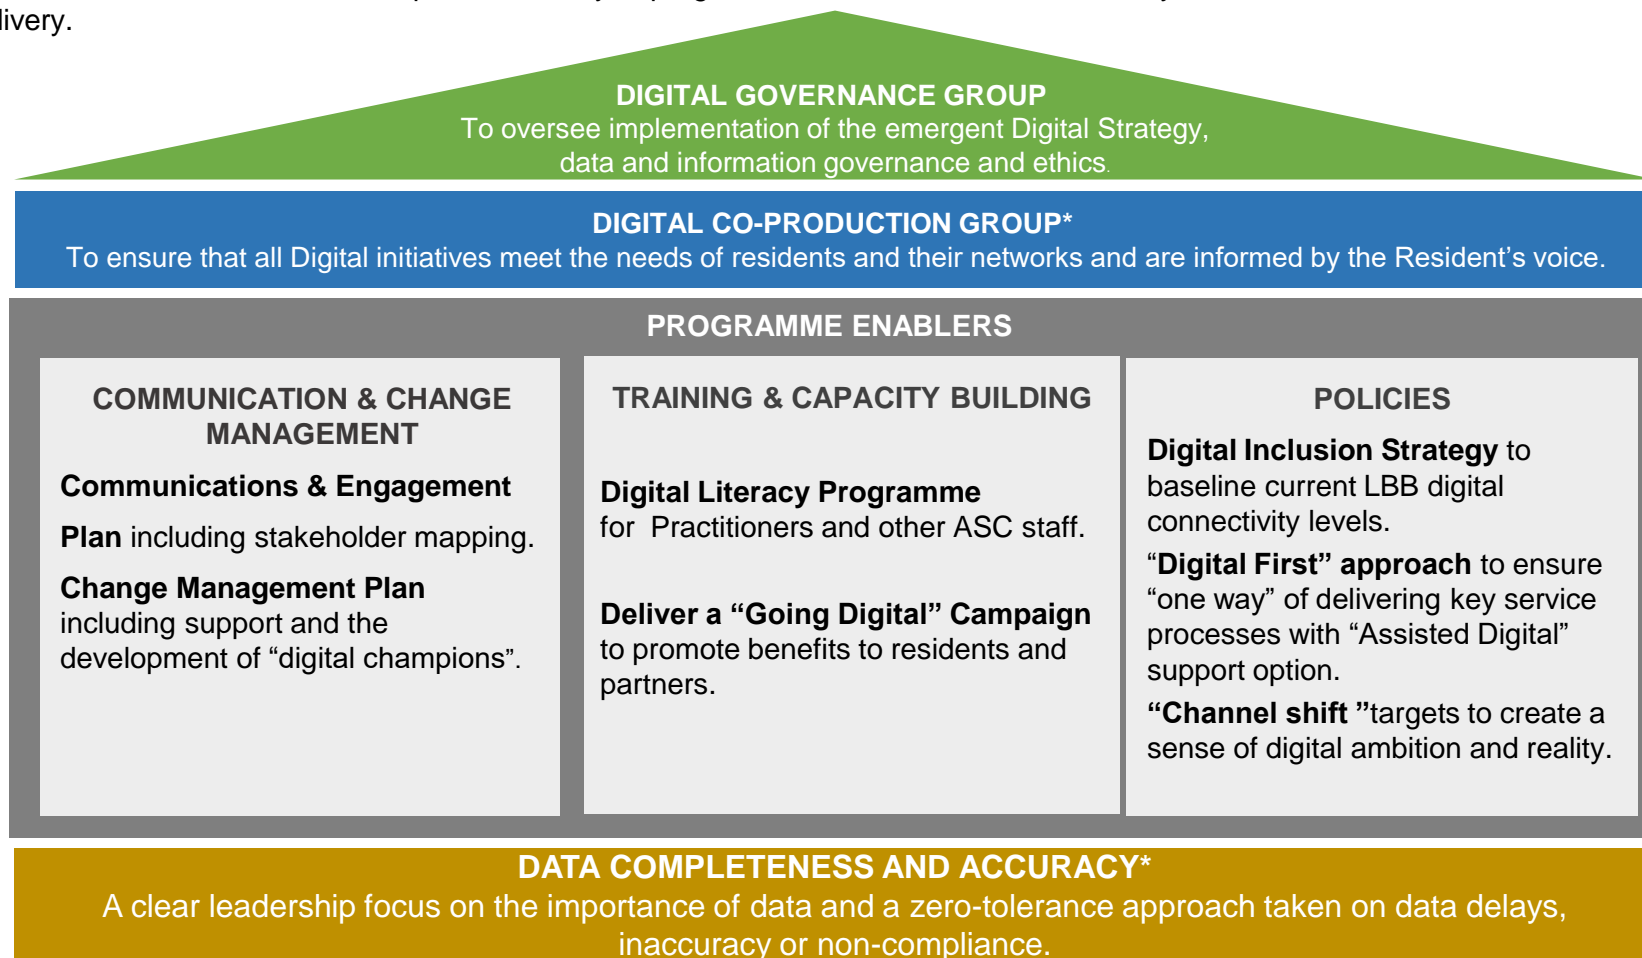 livery.
DIGITAL GOVERNANCE GROUP
To oversee implementation of the emergent Digital Strategy,
data and information governance and ethics.
DIGITAL CO-PRODUCTION GROUP*
To ensure that all Digital initiatives meet the needs of residents and their networks and are informed by the Resident’s voice.
PROGRAMME ENABLERS
COMMUNICATION & CHANGE
MANAGEMENT
Communications & Engagement
Plan including stakeholder mapping.
Change Management Plan
including support and the
development of “digital champions”.
TRAINING & CAPACITY BUILDING
Digital Literacy Programme
for  Practitioners and other ASC staff.
Deliver a “Going Digital” Campaign
to promote benefits to residents and
partners.
POLICIES
Digital Inclusion Strategy to
baseline current LBB digital
connectivity levels.
“Digital First” approach to ensure
“one way” of delivering key service
processes with “Assisted Digital”
support option.
“Channel shift ”targets to create a
sense of digital ambition and reality.
DATA COMPLETENESS AND ACCURACY*
A clear leadership focus on the importance of data and a zero-tolerance approach taken on data delays,
inaccuracy or non-compliance.